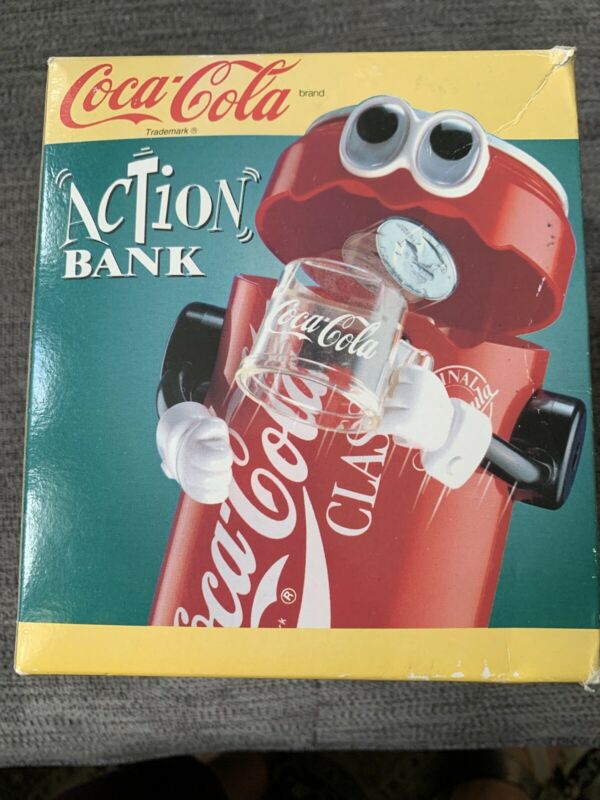 Coca-Cola
brand
Trademark ®
ACTION
BANK
Coca-Cola
Coca-Cola
®
CLAS